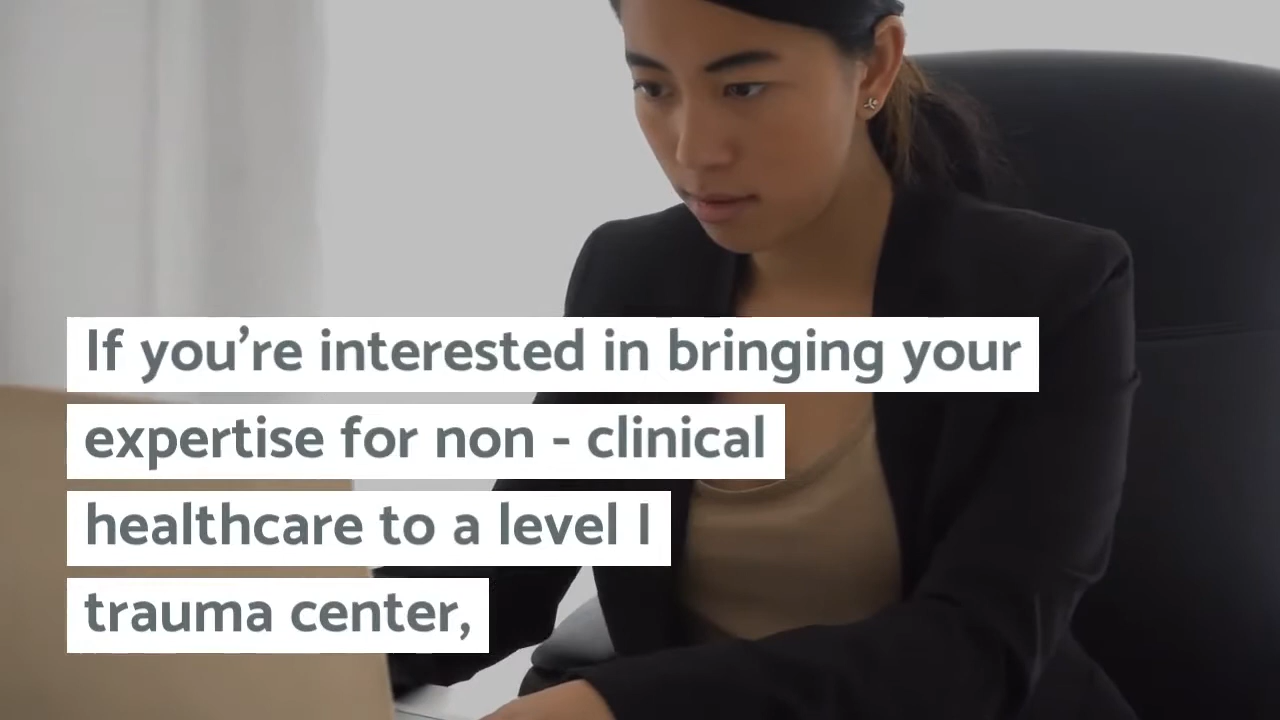 If you’re interested in bringing your
expertise for non - clinical
healthcare to a level I
trauma center,